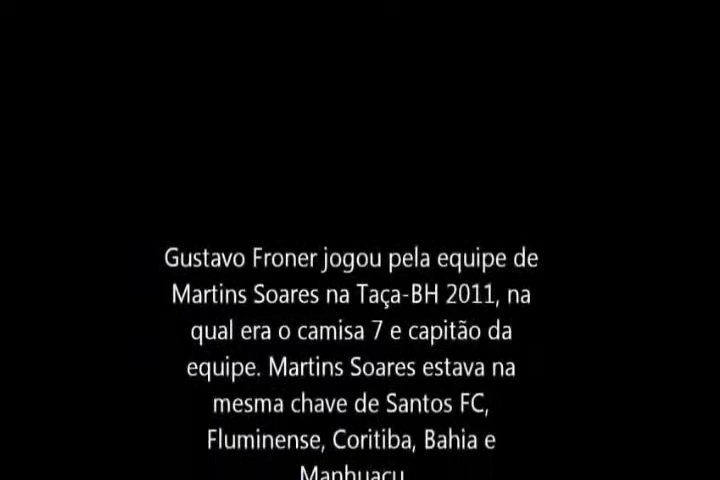 Gustavo Froner jogou pela equipe de
Martins Soares na Taça-BH 2011, na
qual era o camisa 7 e capitão da
equipe. Martins Soares estava na
mesma chave de Santos FC,
Fluminense, Coritiba, Bahia e
Manhuaçu